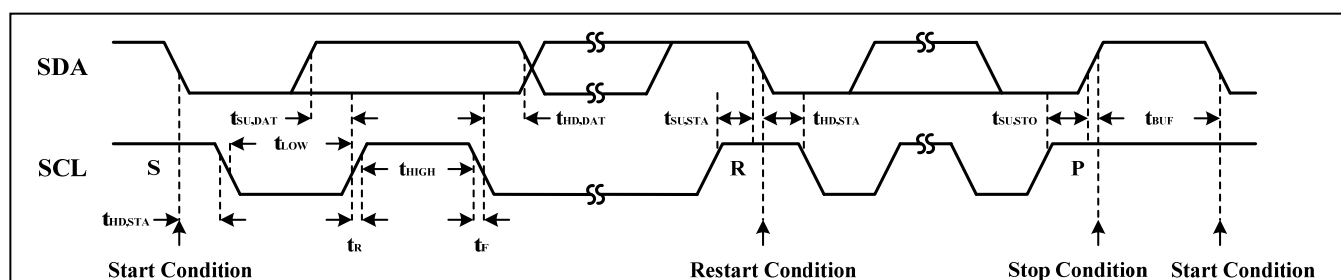 SDA
tSU,DAT tHD,DAT tSU,STA tHD,STA tSU,STO tBUF
tLOW
SCL S tHIGH R P
tHD,STA
tR tF
Start Condition Restart Condition Stop Condition Start Condition